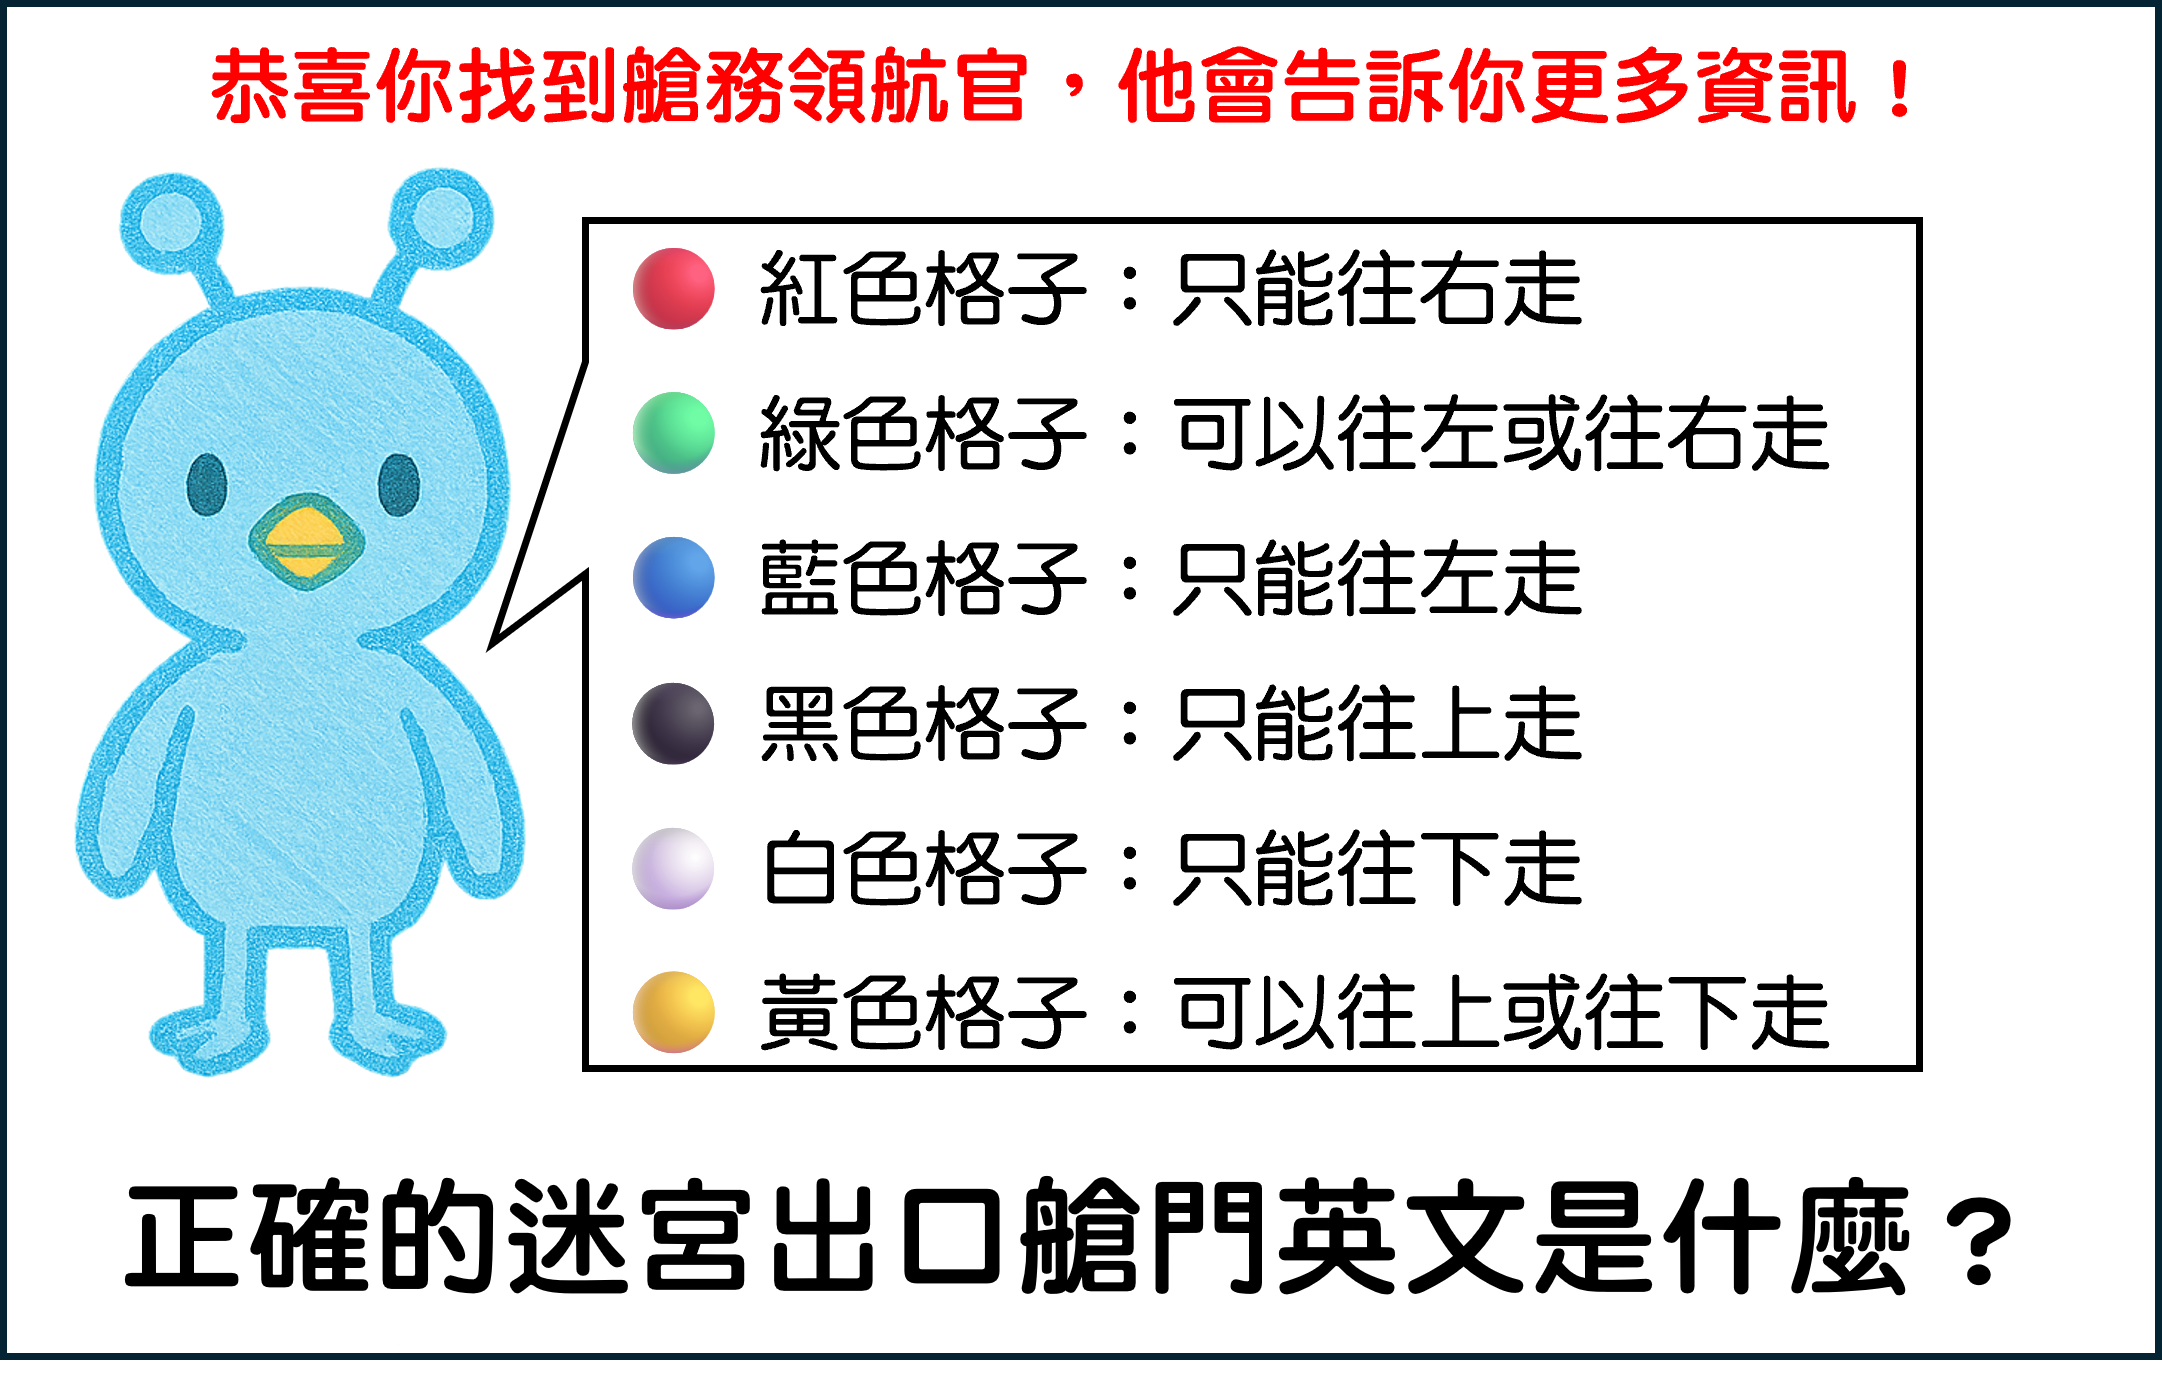 恭喜你找到艙務領航官，他會告訴你更多資訊！
紅色格子：只能往右走
綠色格子：可以往左或往右走
藍色格子：只能往左走
黑色格子：只能往上走
白色格子：只能往下走
黃色格子：可以往上或往下走
正確的迷宮出口艙門英文是什麼？